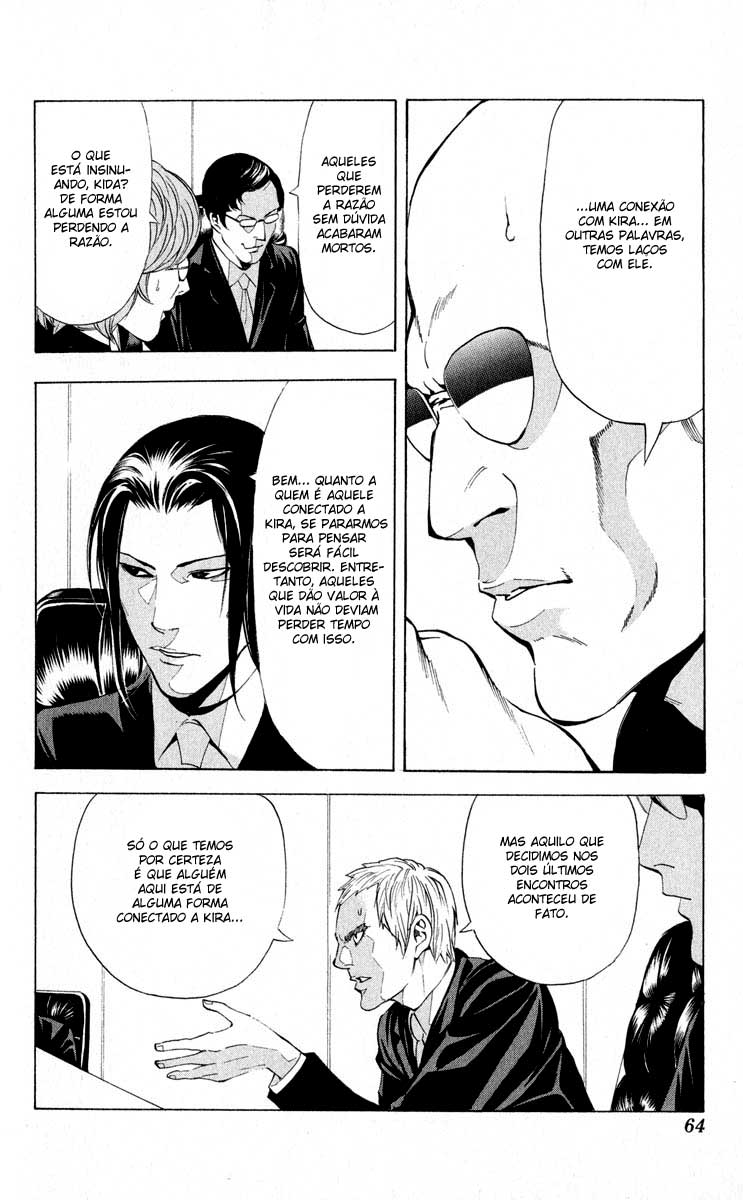 ...UMA CONEXÃO
COM KIRA... EM
OUTRAS PALAVRAS,
TEMOS LAÇOS
COM ELE.
AQUELES
QUE
PERDEREM
A RAZÃO
SEM DÚVIDA
ACABARAM
MORTOS.
O QUE
ESTÁ INSINU-
ANDO, KIDA?
DE FORMA
ALGUMA ESTOU
PERDENDO A
RAZÃO.
BEM... QUANTO A
QUEM É AQUELE
CONECTADO A
KIRA, SE PARARMOS
PARA PENSAR
SERÁ FÁCIL
DESCOBRIR. ENTRE-
TANTO, AQUELES
QUE DÃO VALOR À
VIDA NÃO DEVIAM
PERDER TEMPO
COM ISSO.
MAS AQUILO QUE
DECIDIMOS NOS
DOIS ÚLTIMOS
ENCONTROS
ACONTECEU DE
FATO.
SÓ O QUE TEMOS
POR CERTEZA
É QUE ALGUÉM
AQUI ESTÁ DE
ALGUMA FORMA
CONECTADO A KIRA...
64